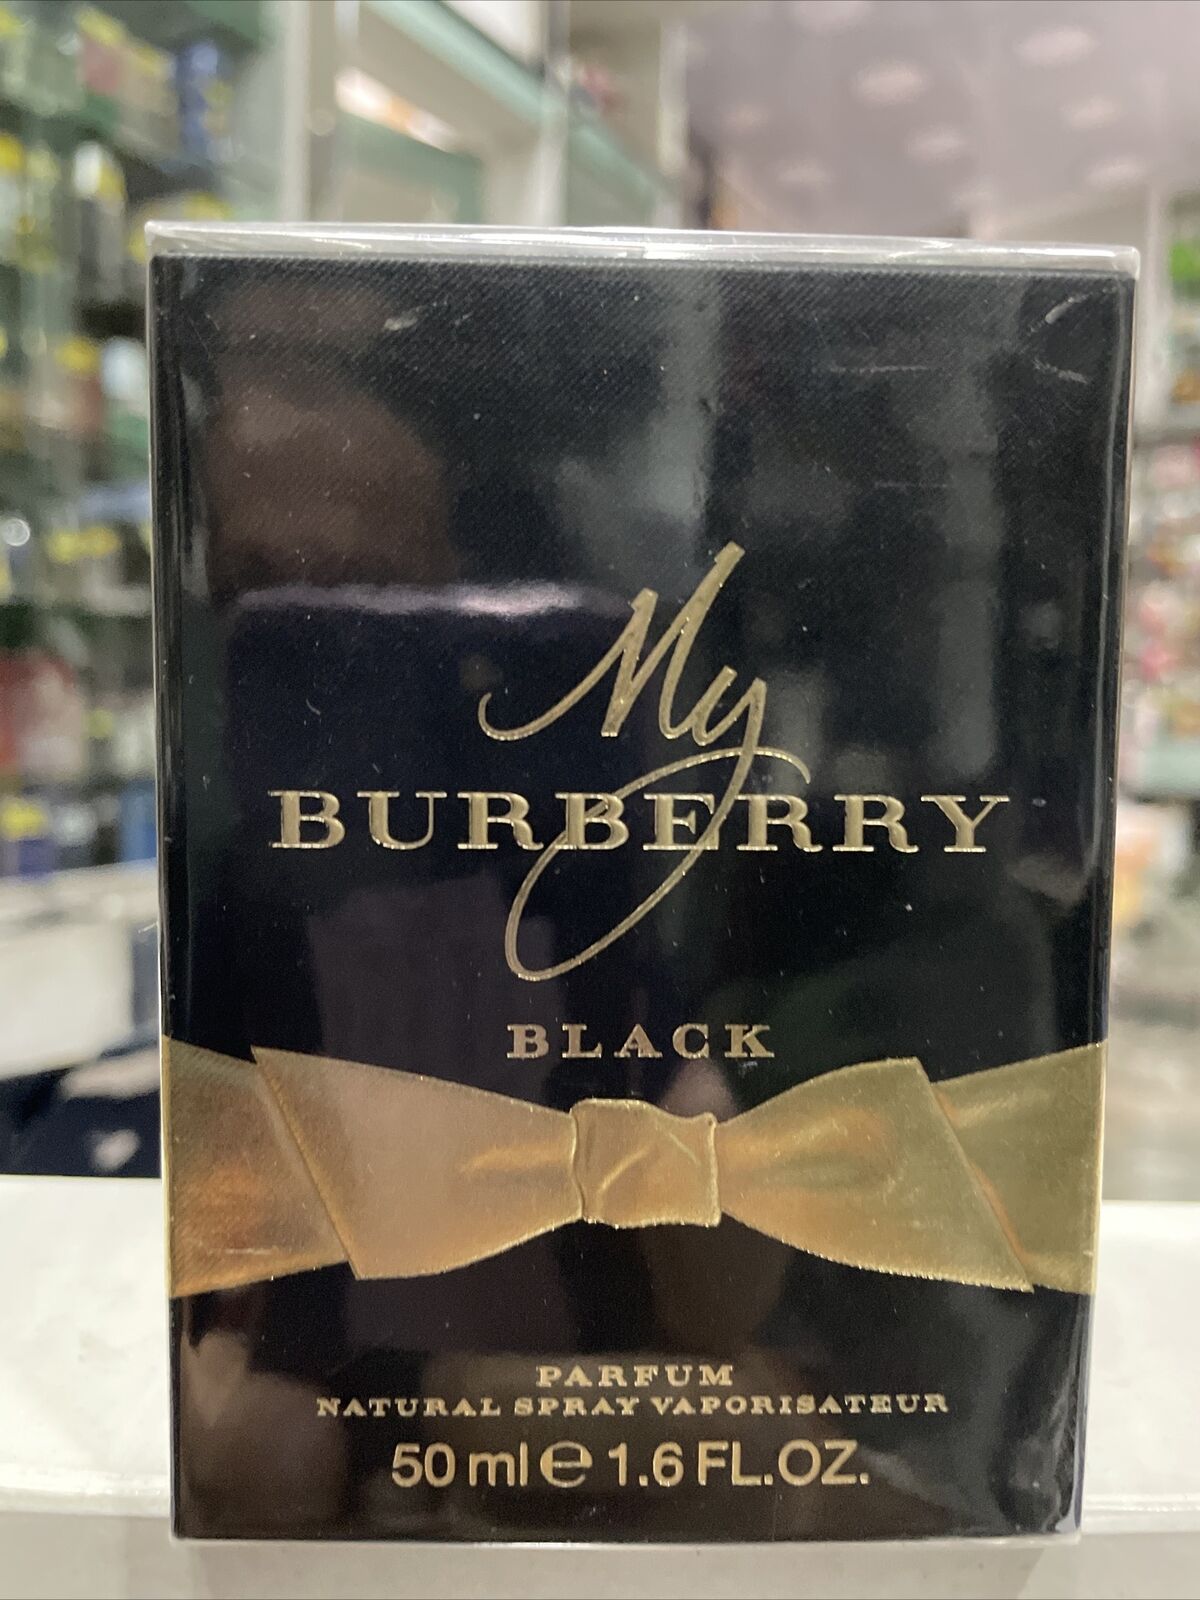 My
BURBERRY
BLACK
PARFUM
NATURAL SPRAY VAPORISATEUR
50 ml ℮ 1.6 FL.OZ.